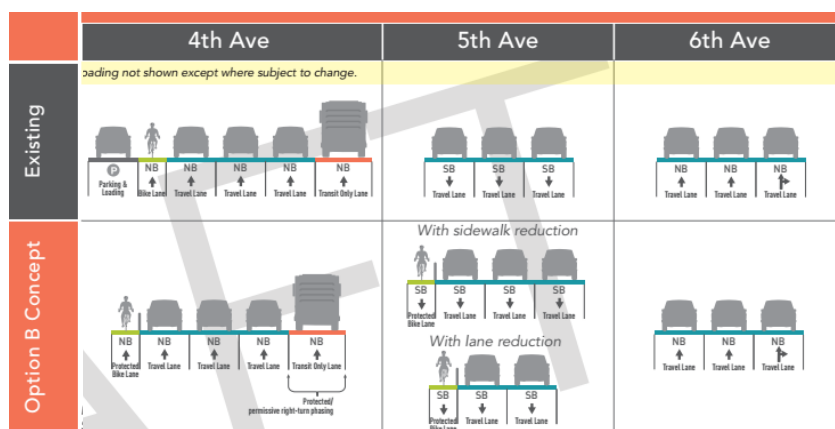 4th Ave
5th Ave
6th Ave
oading not shown except where subject to change.
Existing
P
NB
NB
NB
NB
NB
Parking & Loading
Bike Lane
Travel Lane
Travel Lane
Travel Lane
Transit Only Lane
SB
SB
SB
Travel Lane
Travel Lane
Travel Lane
NB
NB
NB
Travel Lane
Travel Lane
Travel Lane
Option B Concept
NB
NB
NB
NB
NB
Protected Bike Lane
Travel Lane
Travel Lane
Travel Lane
Transit Only Lane
Protected/
permissive right-turn phasing
With sidewalk reduction
SB
SB
SB
SB
Protected Bike Lane
Travel Lane
Travel Lane
Travel Lane
With lane reduction
SB
SB
SB
Protected Bike Lane
Travel Lane
Travel Lane
NB
NB
NB
Travel Lane
Travel Lane
Travel Lane